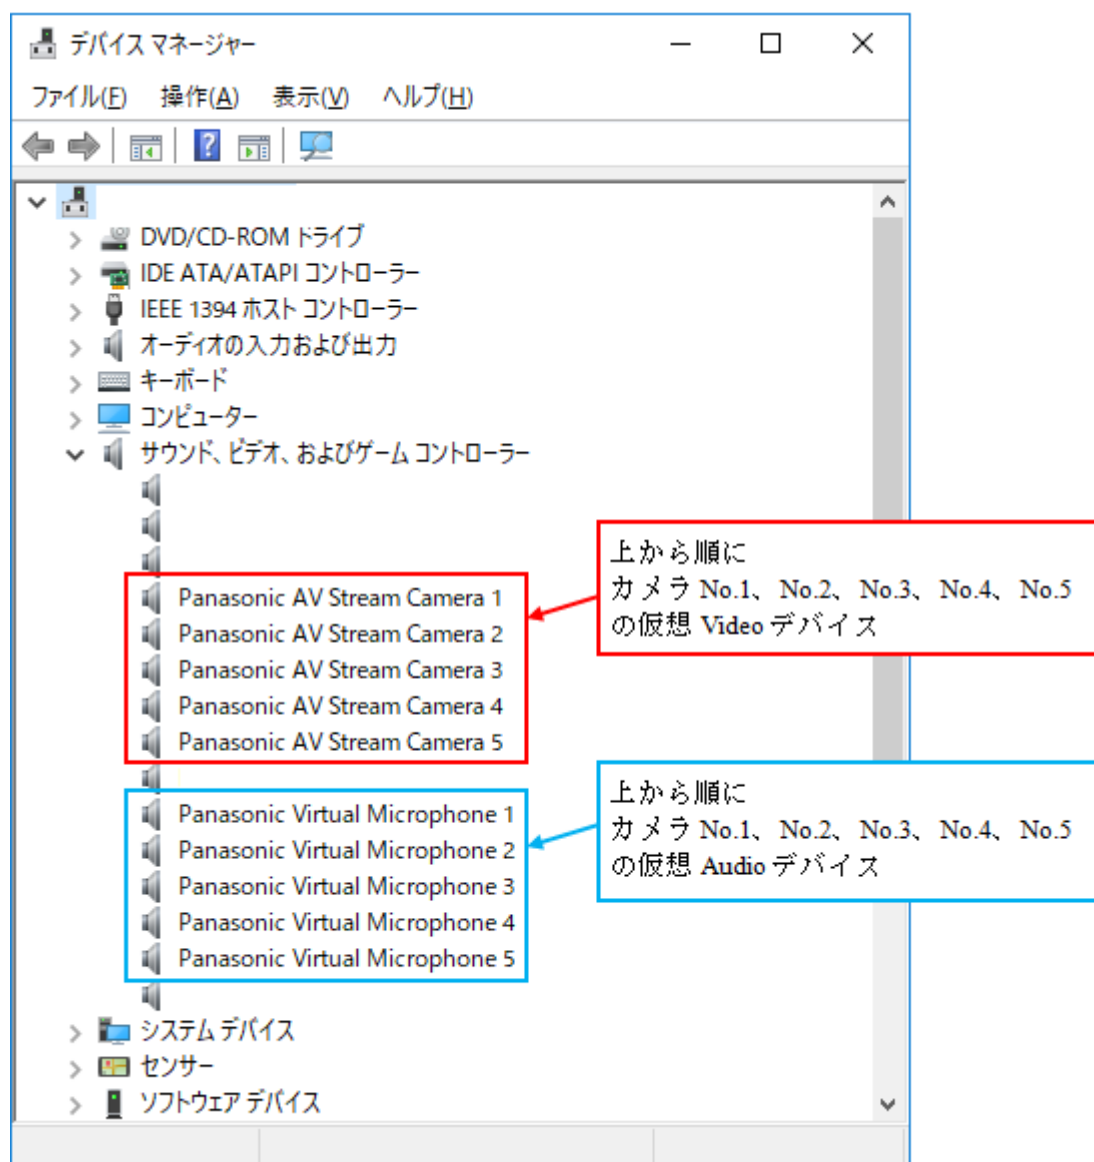 デバイス マネージャー
ファイル(F) 操作(A) 表示(V) ヘルプ(H)
DVD/CD-ROM ドライブ
IDE ATA/ATAPI コントローラー
IEEE 1394 ホスト コントローラー
オーディオの入力および出力
キーボード
コンピューター
サウンド、ビデオ、およびゲーム コントローラー
Panasonic AV Stream Camera 1
Panasonic AV Stream Camera 2
Panasonic AV Stream Camera 3
Panasonic AV Stream Camera 4
Panasonic AV Stream Camera 5
上から順に
カメラ No.1、No.2、No.3、No.4、No.5
の仮想 Video デバイス
Panasonic Virtual Microphone 1
Panasonic Virtual Microphone 2
Panasonic Virtual Microphone 3
Panasonic Virtual Microphone 4
Panasonic Virtual Microphone 5
上から順に
カメラ No.1、No.2、No.3、No.4、No.5
の仮想 Audio デバイス
システム デバイス
センサー
ソフトウェア デバイス